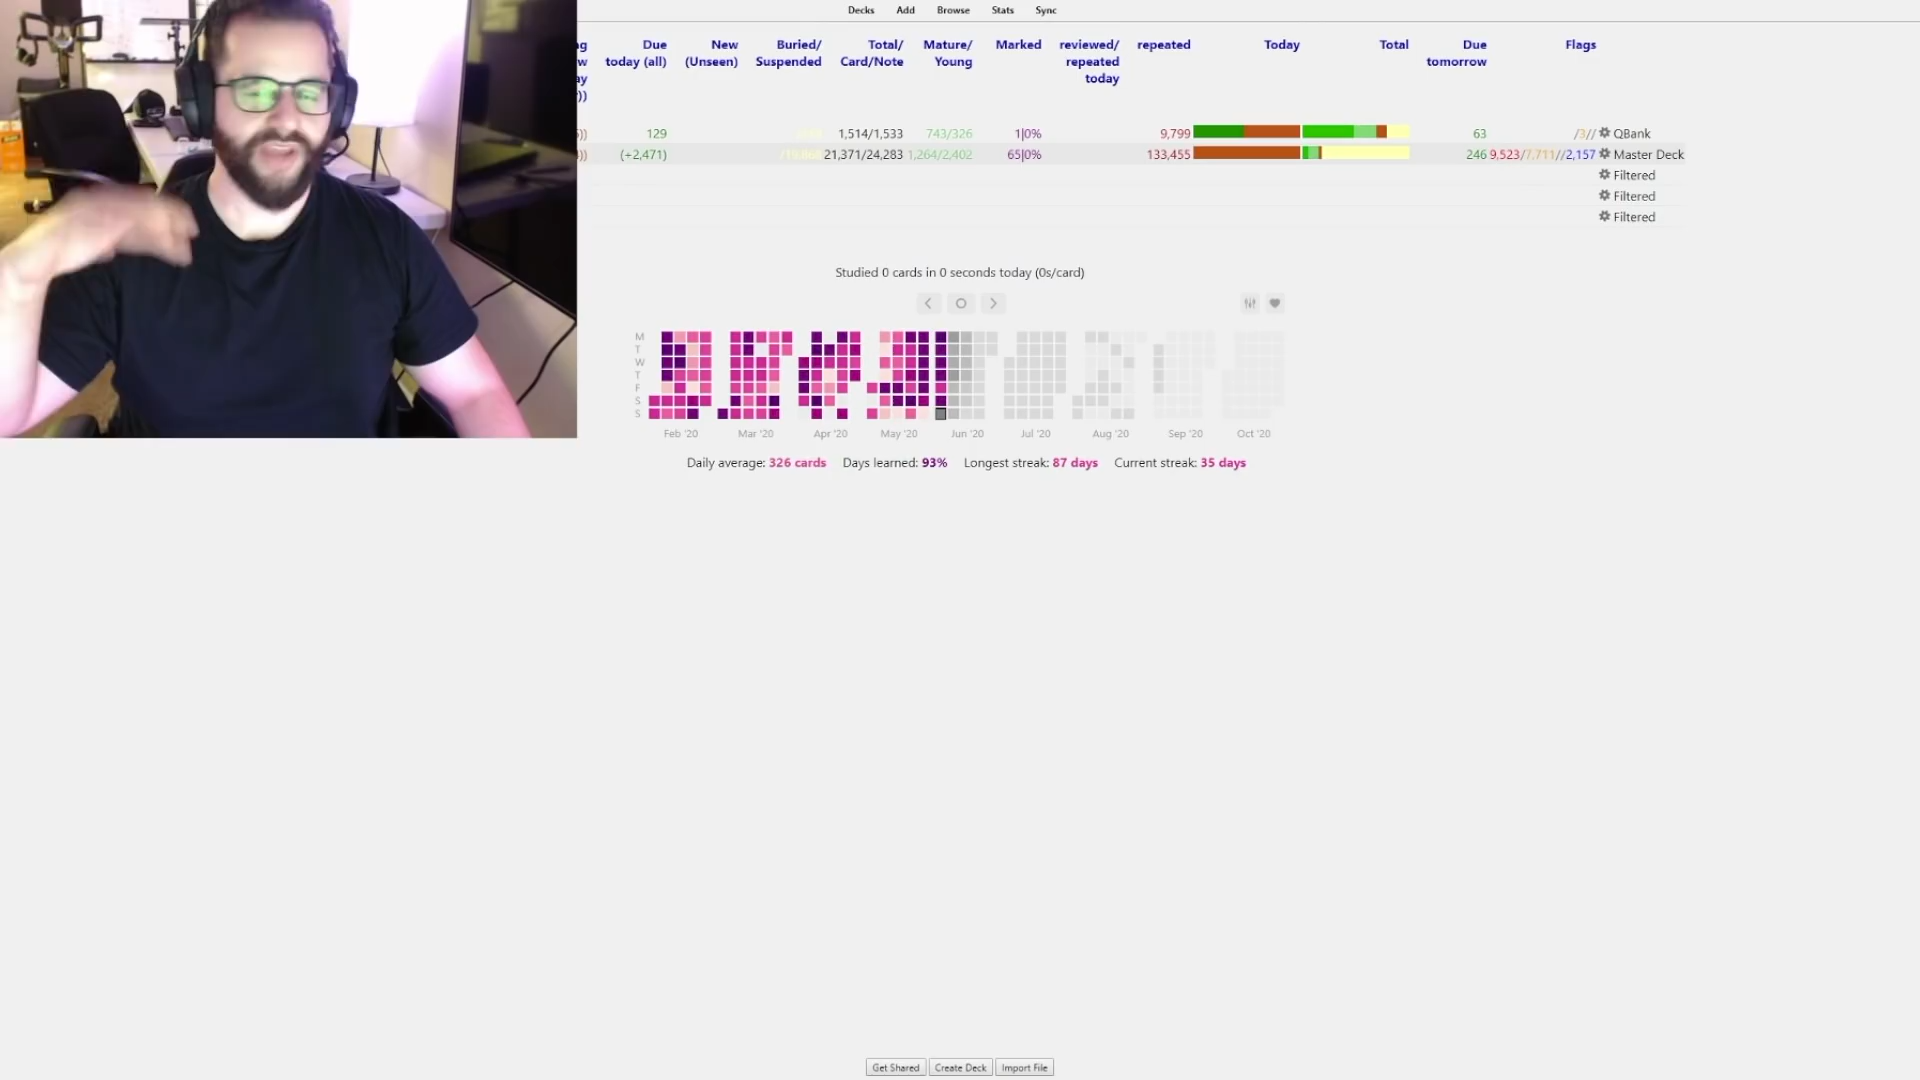 Decks Add Browse Stats Sync
Due today (all) New (Unseen) Buried/ Suspended Total/ Card/Note Mature/ Young Marked reviewed/ repeated today repeated Today Total Due tomorrow Flags
129 1,514/1,533 743/326 1|0% 9,799 63 /3// QBank
(+2,471) 21,371/24,283 1,264/2,402 65|0% 133,455 246 9,523/7,711//2,157 Master Deck
Filtered
Filtered
Filtered
Studied 0 cards in 0 seconds today (0s/card)
M
T
W
T
F
S
S
Feb '20 Mar '20 Apr '20 May '20 Jun '20 Jul '20 Aug '20 Sep '20 Oct '20
Daily average: 326 cards Days learned: 93% Longest streak: 87 days Current streak: 35 days
Get Shared Create Deck Import File